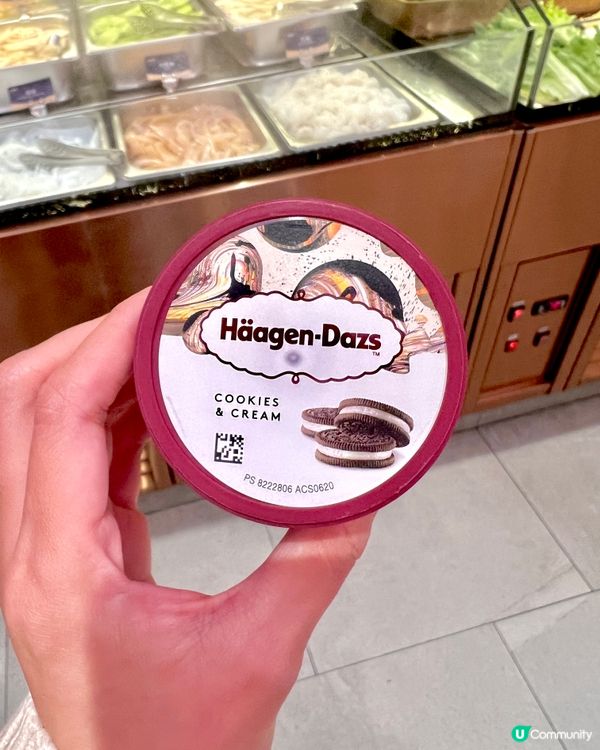 Häagen-Dazs
TM
COOKIES
& CREAM
PS 8222806 ACS0620
U Community